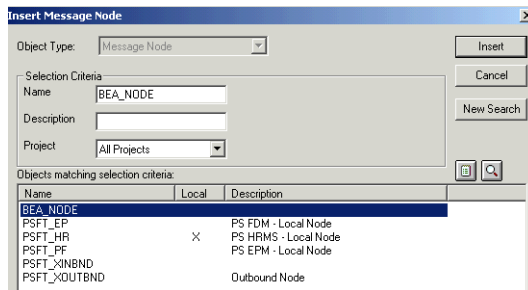 Insert Message Node
Object Type: Message Node
Insert
Selection Criteria
Cancel
Name BEA_NODE
New Search
Description
Project All Projects
Objects matching selection criteria:
Name Local Description
BEA_NODE
PSFT_EP PS FDM - Local Node
PSFT_HR X PS HRMS - Local Node
PSFT_PF PS EPM - Local Node
PSFT_XINBND
PSFT_XOUTBND Outbound Node